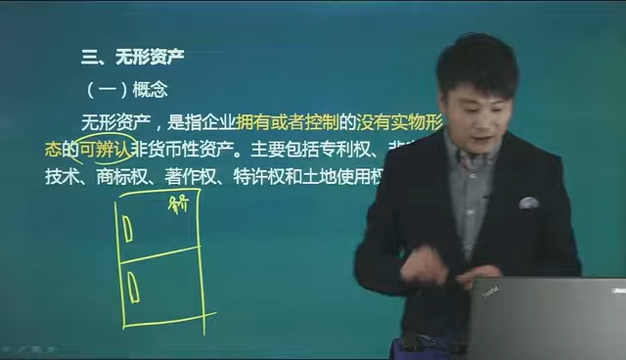 三、无形资产
（一）概念
无形资产，是指企业拥有或者控制的没有实物形
态的可辨认非货币性资产。主要包括专利权、非
技术、商标权、著作权、特许权和土地使用权
ThinkPad